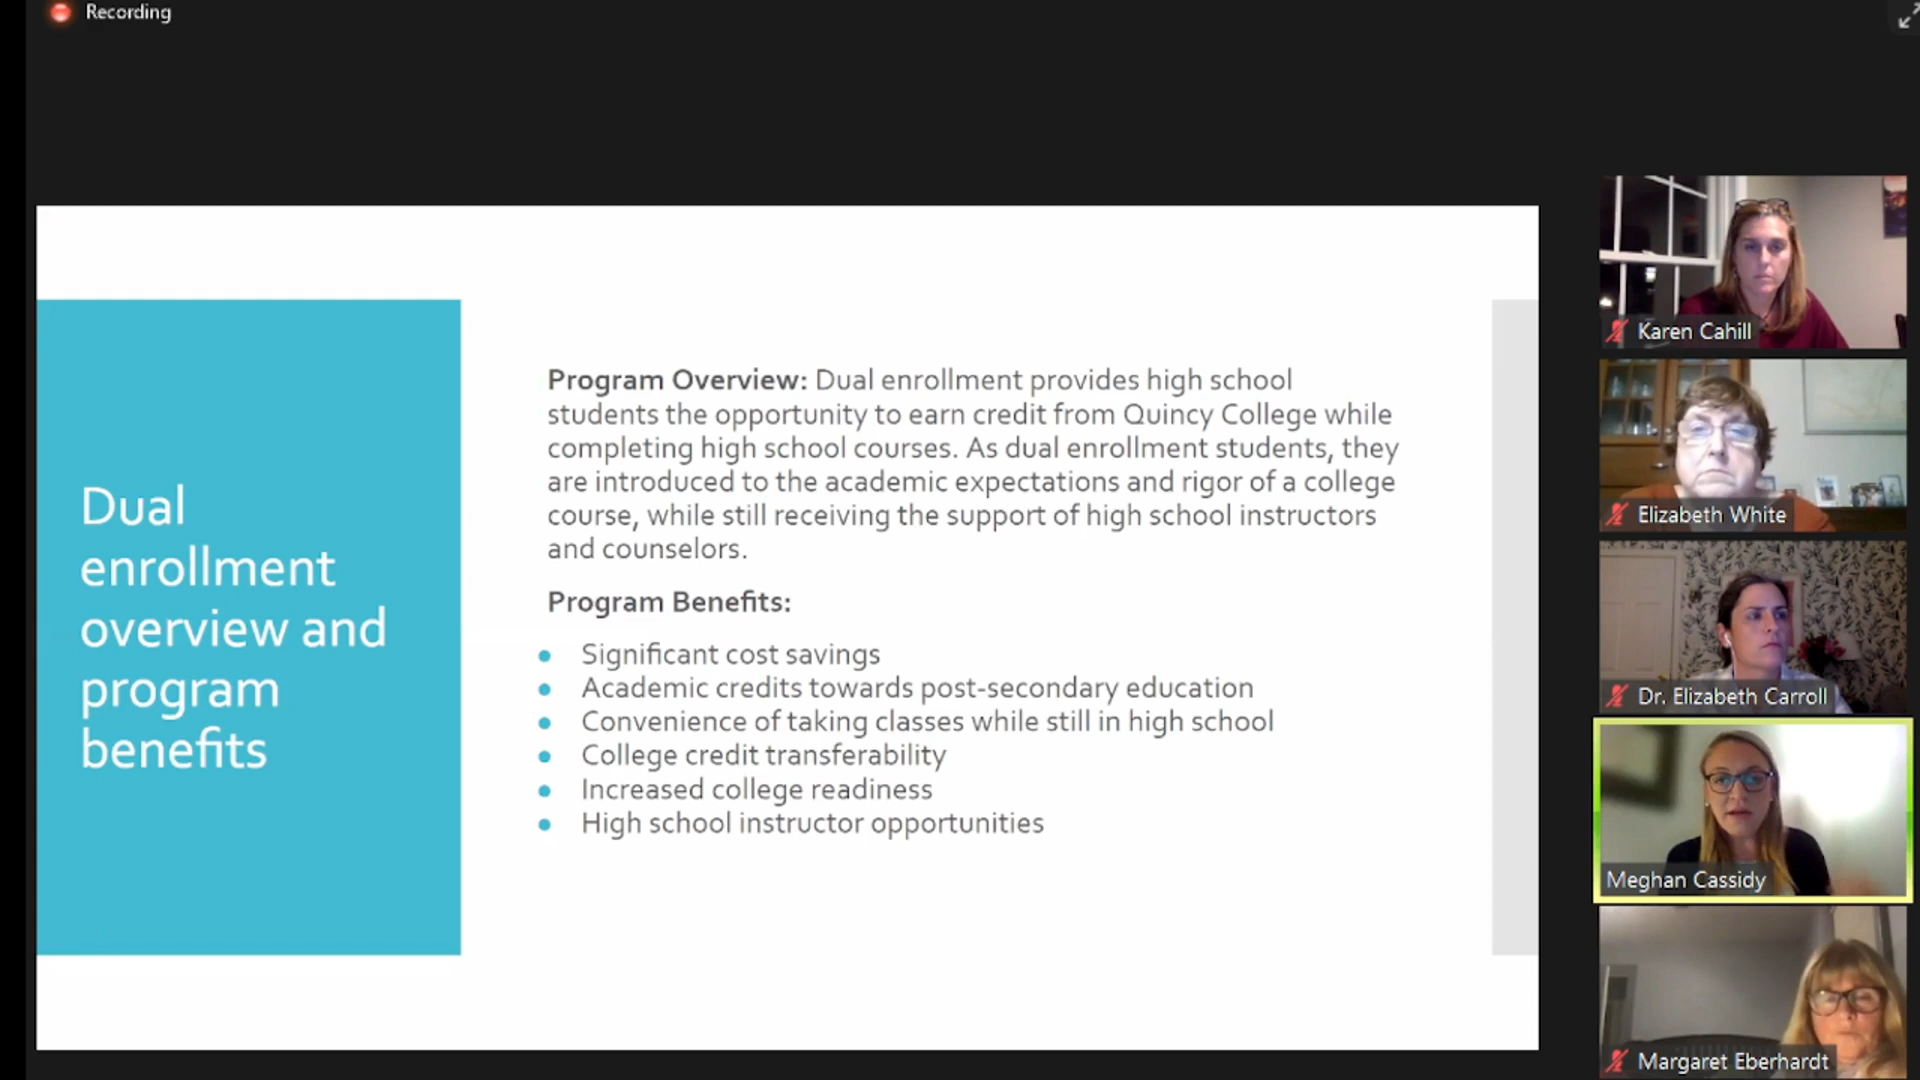 Recording
Dual
enrollment
overview and
program
benefits
Program Overview: Dual enrollment provides high school
students the opportunity to earn credit from Quincy College while
completing high school courses. As dual enrollment students, they
are introduced to the academic expectations and rigor of a college
course, while still receiving the support of high school instructors
and counselors.
Program Benefits:
Significant cost savings
Academic credits towards post-secondary education
Convenience of taking classes while still in high school
College credit transferability
Increased college readiness
High school instructor opportunities
Karen Cahill
Elizabeth White
Dr. Elizabeth Carroll
Meghan Cassidy
Margaret Eberhardt